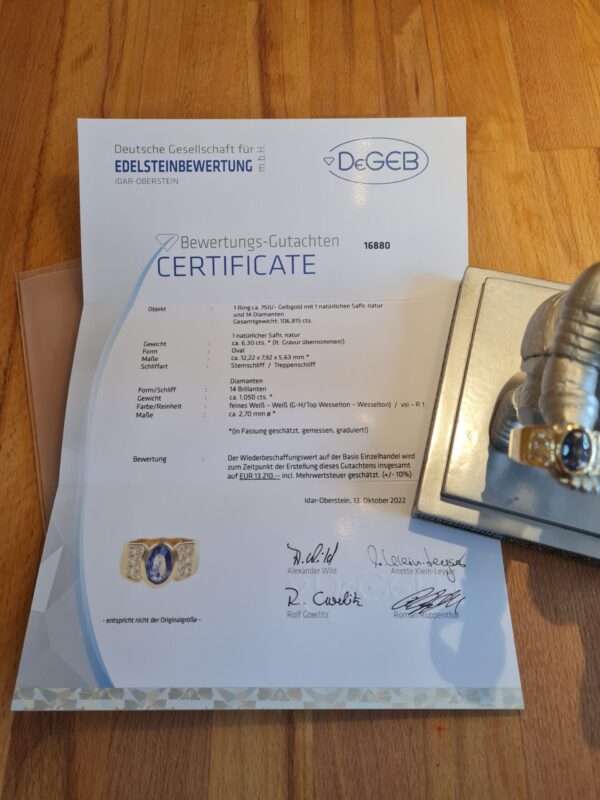 Deutsche Gesellschaft für
EDELSTEINBEWERTUNG m.b.H.
IDAR-OBERSTEIN
DeGEB
Bewertungs-Gutachten 16880
CERTIFICATE
Objekt : 1 Ring ca. 750/- Gelbgold mit 1 natürlichen Safir, natur
und 14 Diamanten.
Gesamtgewicht: 106,815 cts.
1 natürlicher Safir, natur
Gewicht : ca. 6,30 cts. * (lt. Gravur übernommen!)
Form : Oval
Maße : ca. 12,22 x 7,92 x 5,63 mm *
Schliffart : Sternschliff / Treppenschliff
Diamanten
Form/Schliff : 14 Brillanten
Gewicht : ca. 1,050 cts. *
Farbe/Reinheit : feines Weiß - Weiß (G-H/Top Wesselton - Wesselton) / vsi - P 1
Maße : ca. 2,70 mm ø *
*(in Fassung geschätzt, gemessen, graduiert!)
Bewertung : Der Wiederbeschaffungswert auf der Basis Einzelhandel wird
zum Zeitpunkt der Erstellung dieses Gutachtens insgesamt
auf EUR 13.210,-- incl. Mehrwertsteuer geschätzt. (+/- 10%)
Idar-Oberstein, 13. Oktober 2022
A. Wild
Alexander Wild Anette Klein-Leyser
R. Goerlitz
Rolf Goerlitz Roman Ruppenthal
- entspricht nicht der Originalgröße -